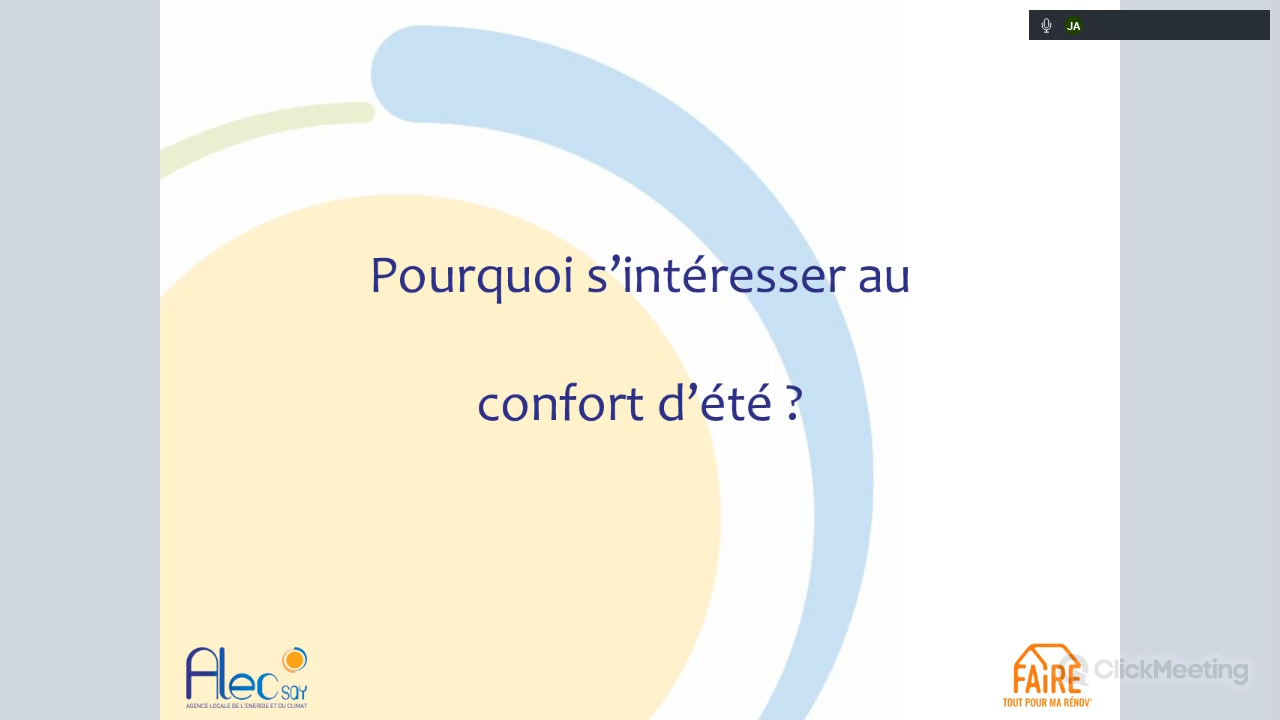 JA
Pourquoi s’intéresser au
confort d’été ?
Alec SQY
AGENCE LOCALE DE L'ENERGIE ET DU CLIMAT
FAiRE
TOUT POUR MA RÉNOV'
ClickMeeting